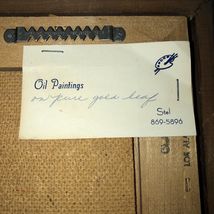 Oil Paintings
on pure gold leaf
Stel
869-5896